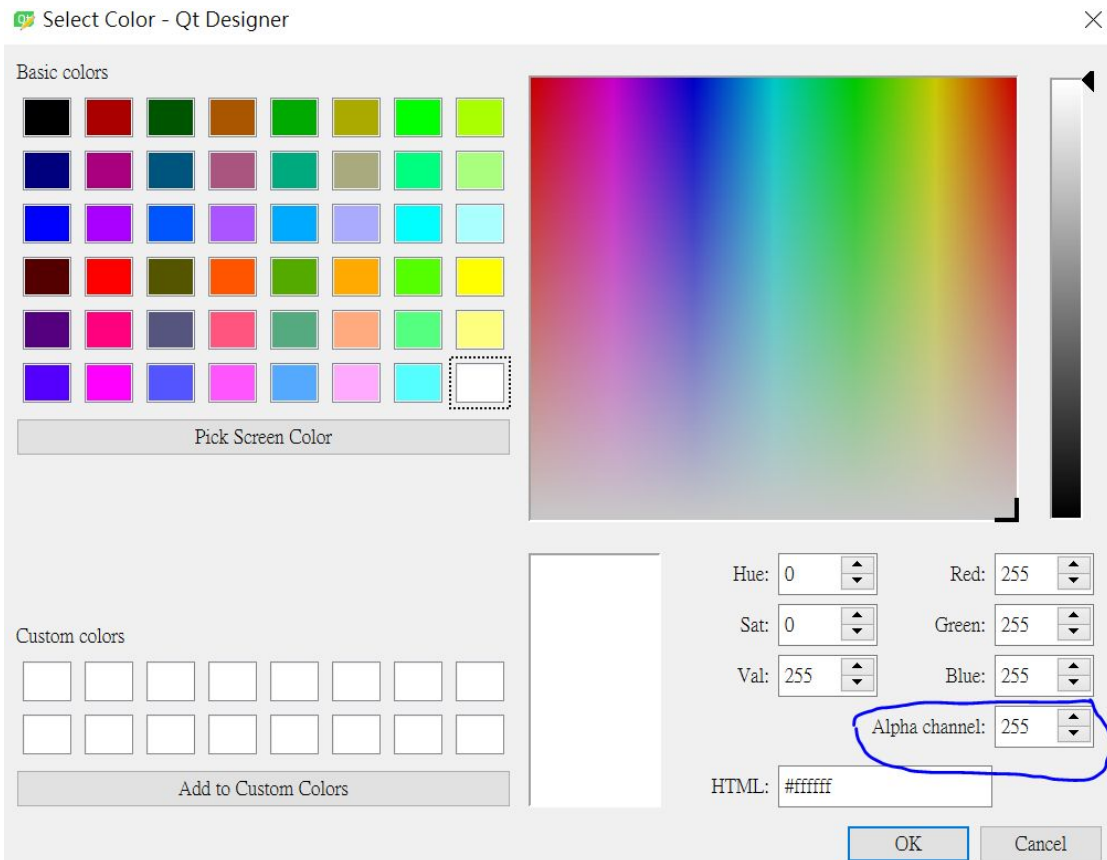 Select Color - Qt Designer
Basic colors
Pick Screen Color
Custom colors
Add to Custom Colors
Hue: 0
Red: 255
Sat: 0
Green: 255
Val: 255
Blue: 255
Alpha channel: 255
HTML: #ffffff
OK
Cancel